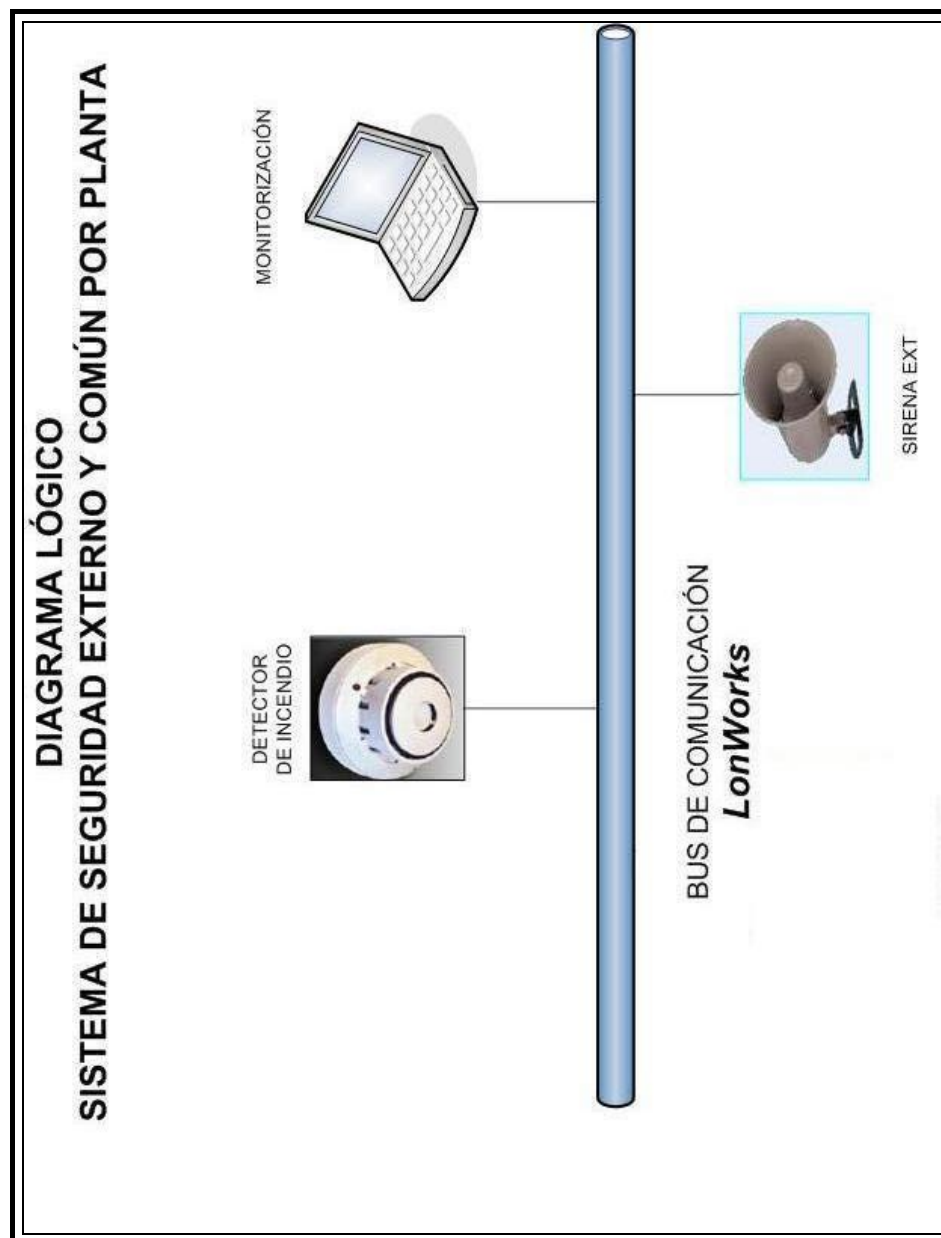 DIAGRAMA LÓGICO
SISTEMA DE SEGURIDAD EXTERNO Y COMÚN POR PLANTA
DETECTOR
DE INCENDIO
MONITORIZACIÓN
BUS DE COMUNICACIÓN
LonWorks
SIRENA EXT